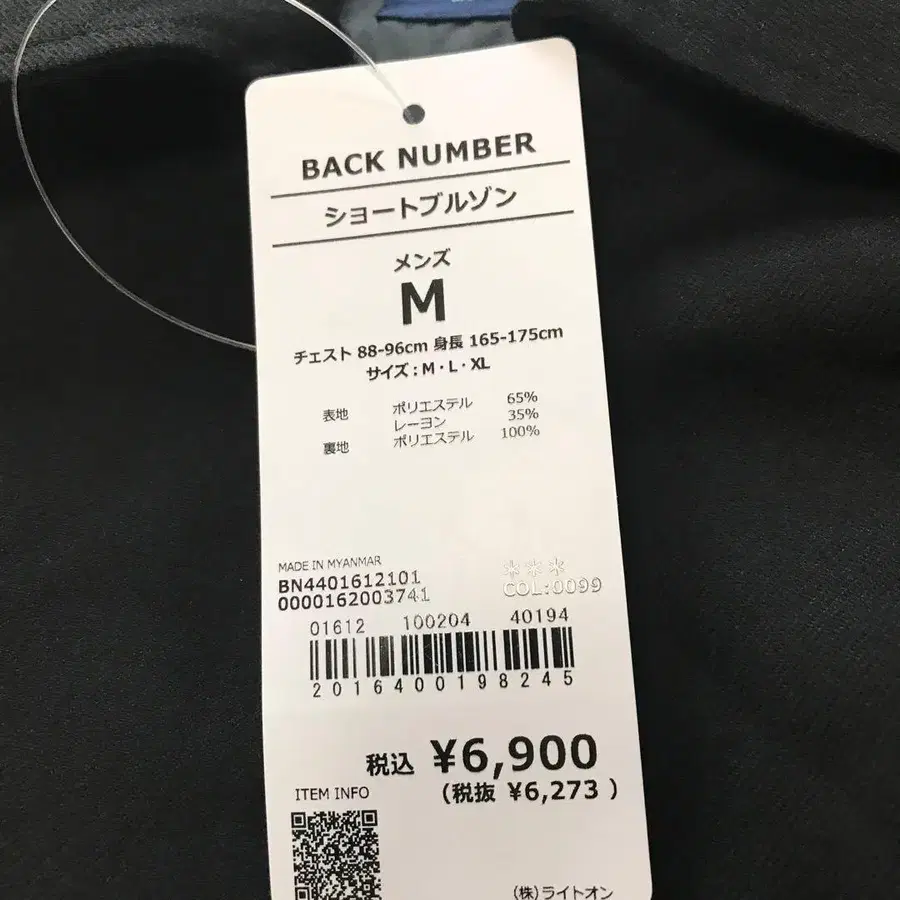 BACK NUMBER
ショートブルゾン
メンズ
M
チェスト 88-96cm 身長 165-175cm
サイズ : M・L・XL
表地 ポリエステル 65%
レーヨン 35%
裏地 ポリエステル 100%
MADE IN MYANMAR
BN4401612101 ***
0000162003741 COL:0099
01612 100204 40194
2016400198245
税込 ¥6,900
(税抜 ¥6,273 )
ITEM INFO
(株)ライトオン